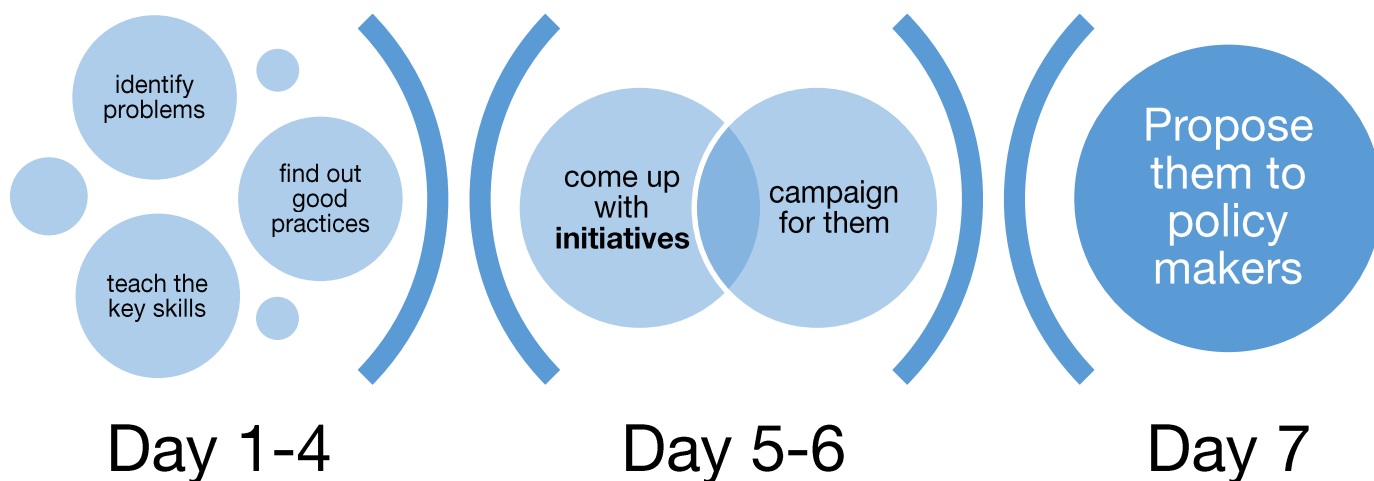 identify
problems
find out
good
practices
teach the
key skills
Day 1-4
come up
with
initiatives
campaign
for them
Day 5-6
Propose
them to
policy
makers
Day 7